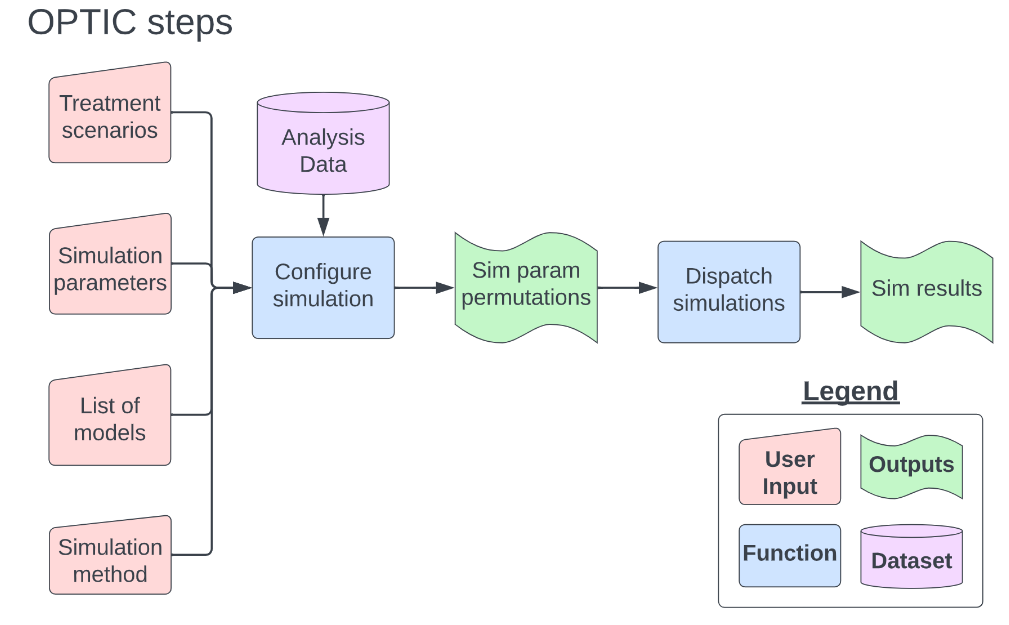 OPTIC steps
Treatment
scenarios
Analysis
Data
Simulation
parameters
Configure
simulation
Sim param
permutations
Dispatch
simulations
Sim results
List of
models
Simulation
method
Legend
User
Input
Outputs
Function
Dataset